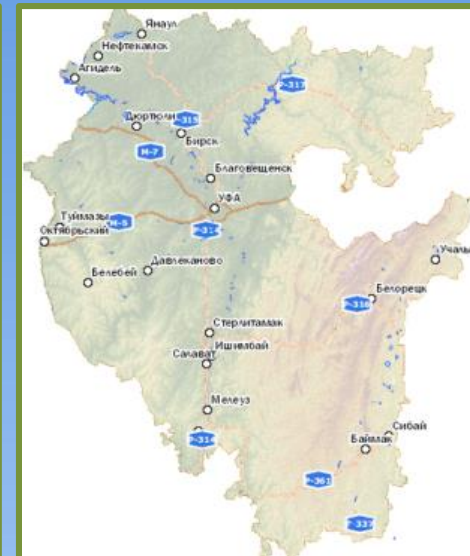 Янаул
Нефтекамск
Агидель
Р-317
Дюртюли
Р-315
Бирск
М-7
Благовещенск
УФА
Туймазы
М-5
Р-314
Октябрьский
Учалы
Давлеканово
Белебей
Белорецк
Р-316
Стерлитамак
Ишимбай
Салават
Мелеуз
Сибай
Р-314
Баймак
Р-361
Р-337